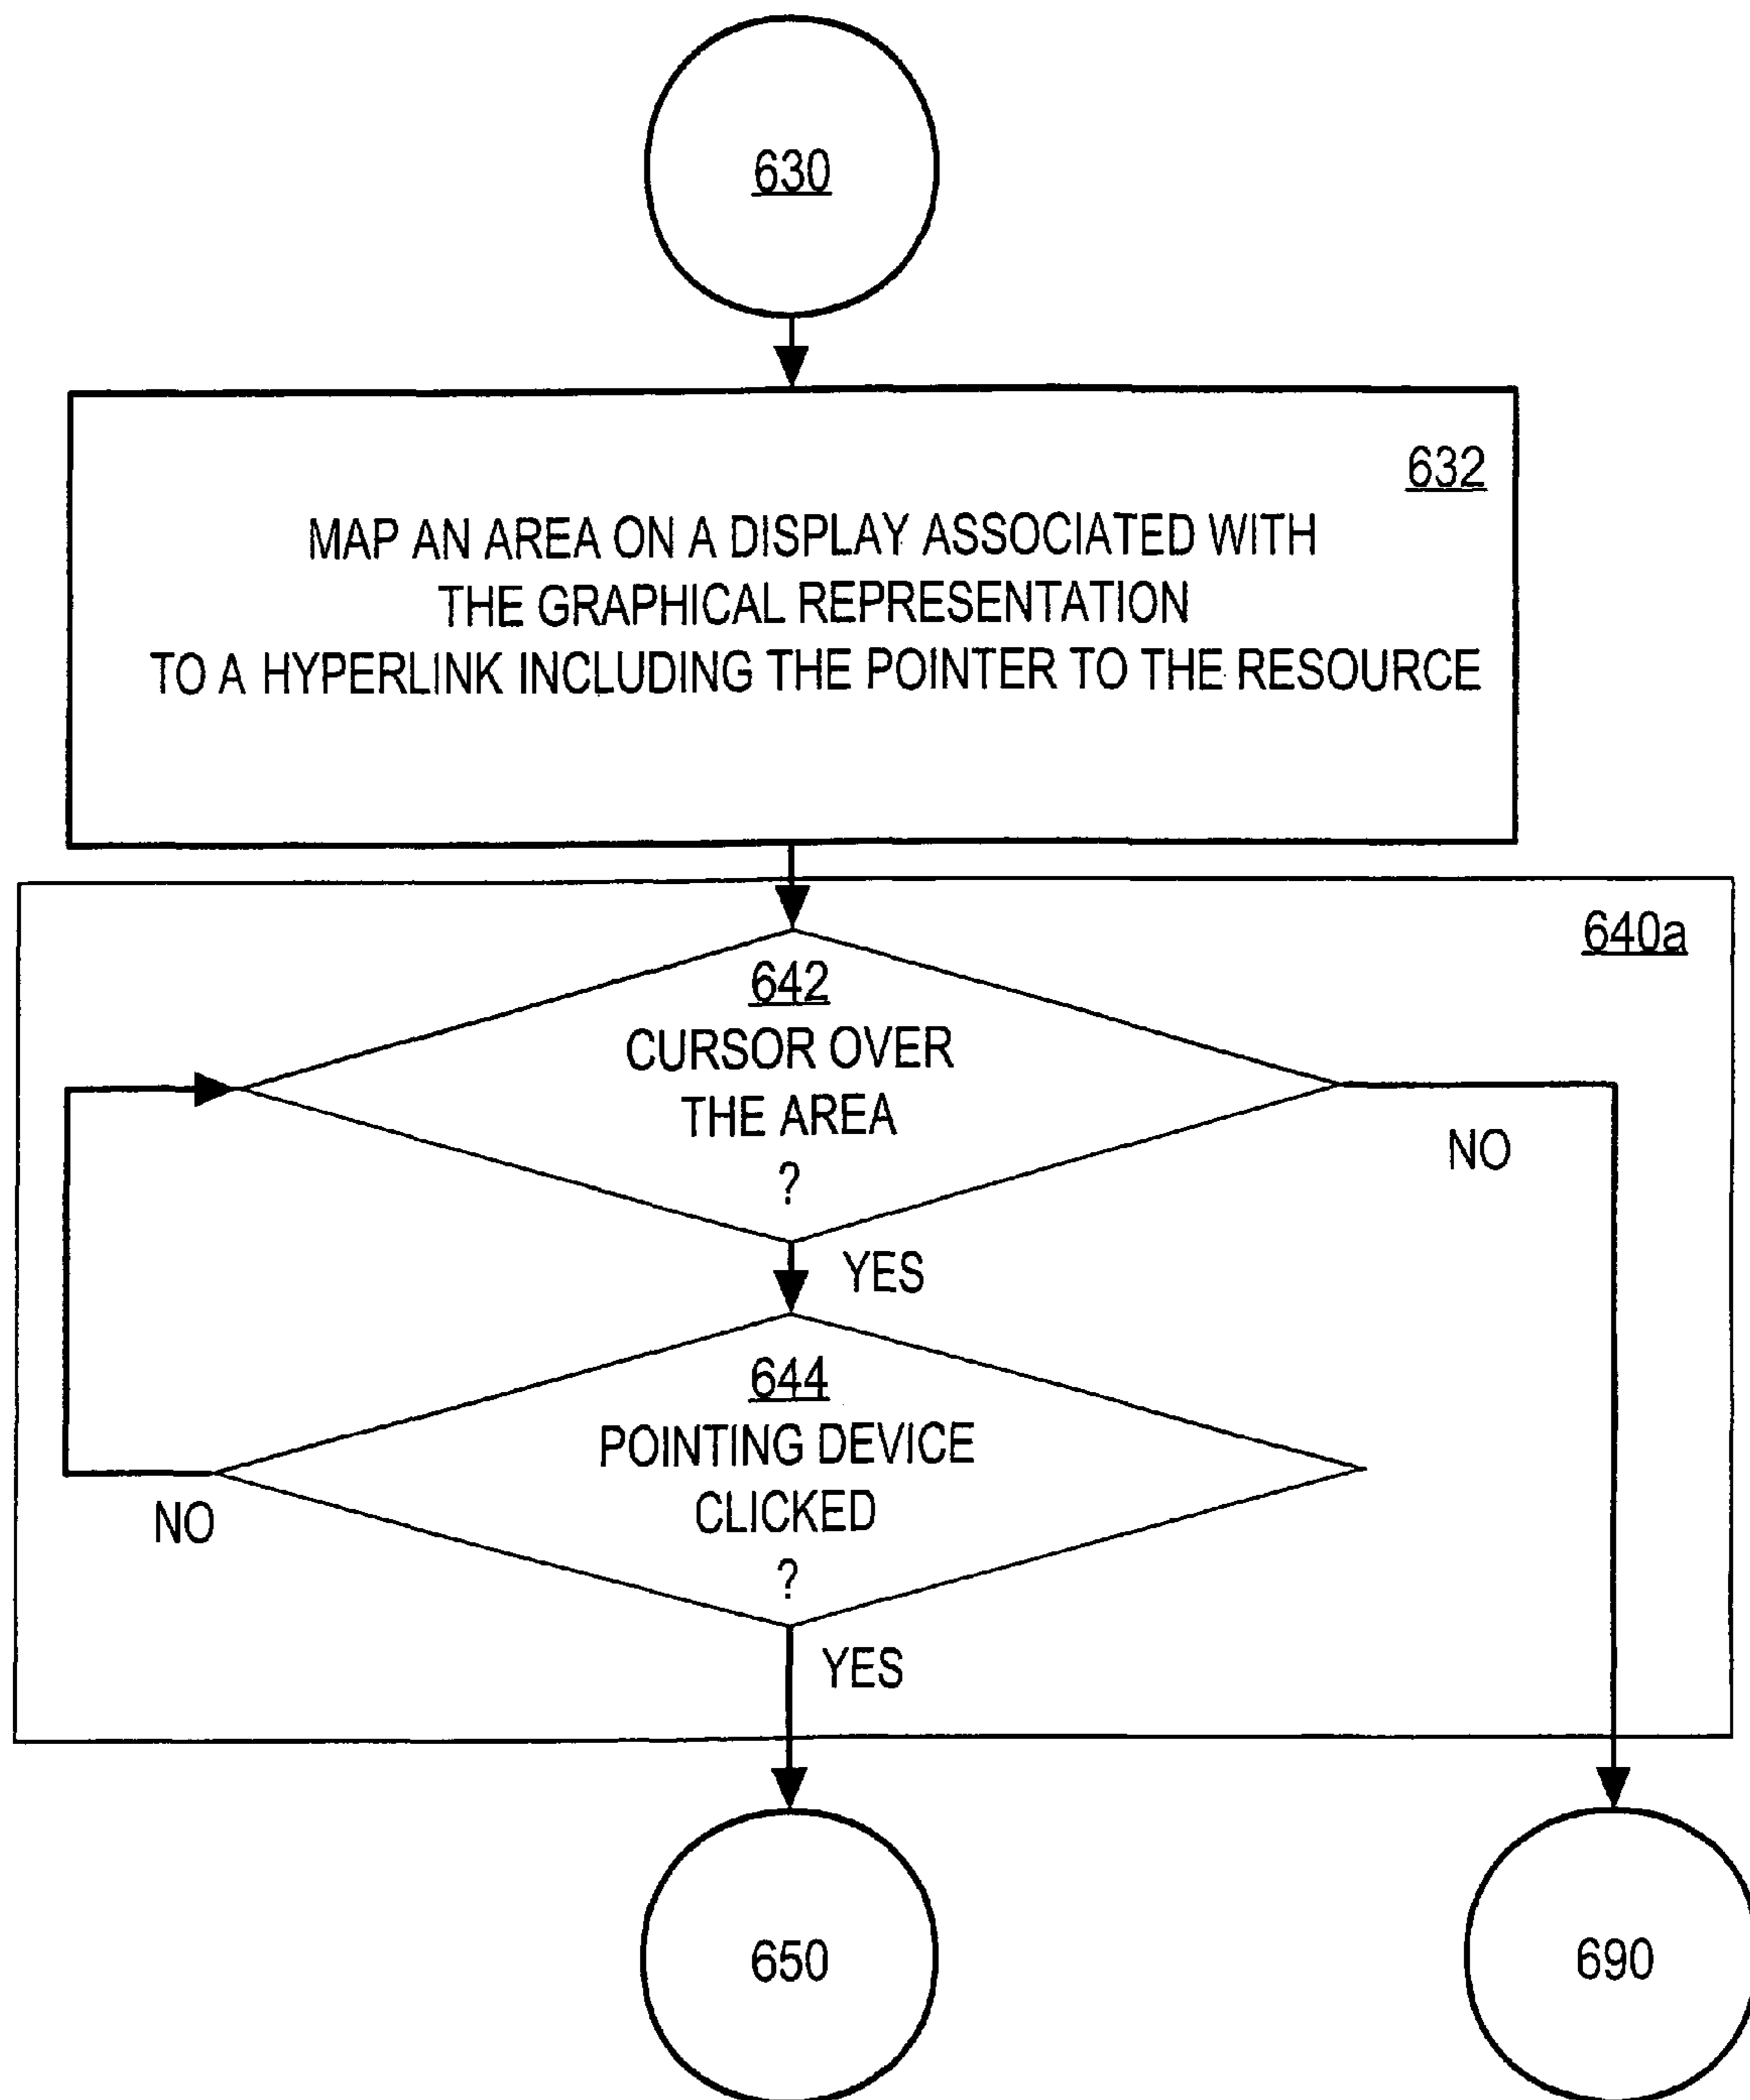 630
632
MAP AN AREA ON A DISPLAY ASSOCIATED WITH
THE GRAPHICAL REPRESENTATION
TO A HYPERLINK INCLUDING THE POINTER TO THE RESOURCE
640a
642
CURSOR OVER
THE AREA
?
NO
YES
644
POINTING DEVICE
CLICKED
?
NO
YES
650
690